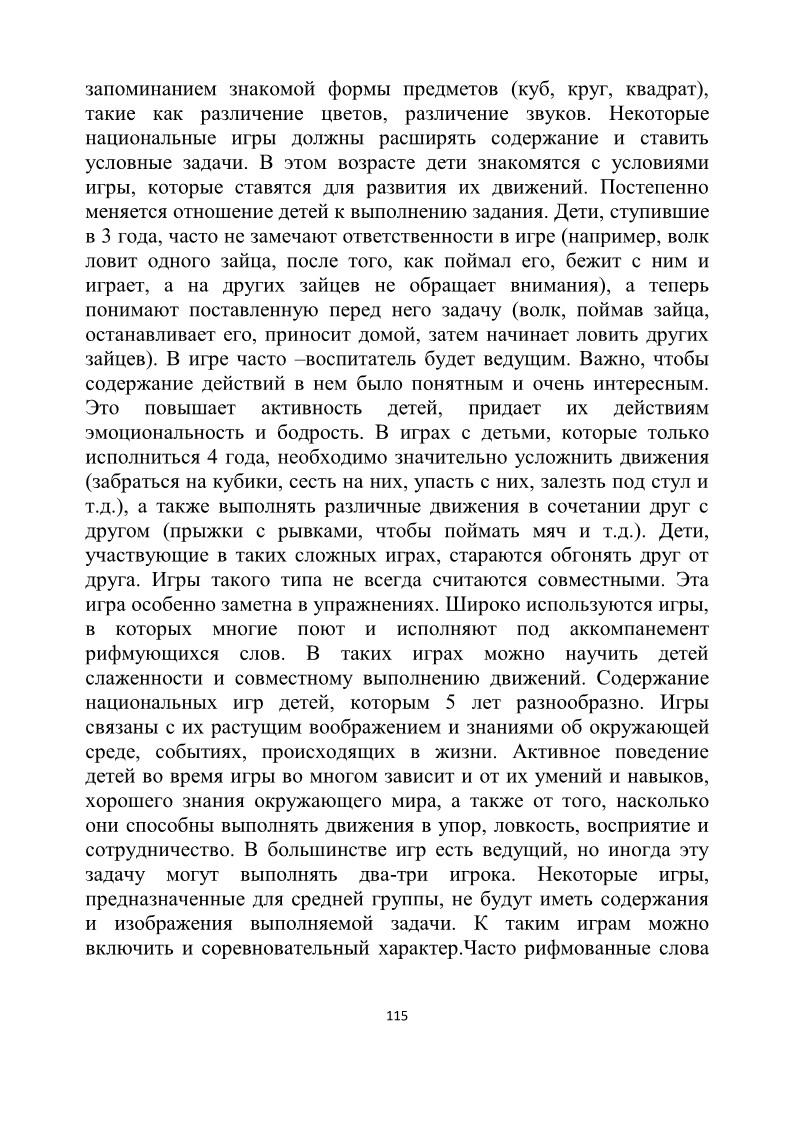 запоминанием знакомой формы предметов (куб, круг, квадрат),
такие как различение цветов, различение звуков. Некоторые
национальные игры должны расширять содержание и ставить
условные задачи. В этом возрасте дети знакомятся с условиями
игры, которые ставятся для развития их движений. Постепенно
меняется отношение детей к выполнению задания. Дети, ступившие
в 3 года, часто не замечают ответственности в игре (например, волк
ловит одного зайца, после того, как поймал его, бежит с ним и
играет, а на других зайцев не обращает внимания), а теперь
понимают поставленную перед него задачу (волк, поймав зайца,
останавливает его, приносит домой, затем начинает ловить других
зайцев). В игре часто –воспитатель будет ведущим. Важно, чтобы
содержание действий в нем было понятным и очень интересным.
Это повышает активность детей, придает их действиям
эмоциональность и бодрость. В играх с детьми, которые только
исполниться 4 года, необходимо значительно усложнить движения
(забраться на кубики, сесть на них, упасть с них, залезть под стул и
т.д.), а также выполнять различные движения в сочетании друг с
другом (прыжки с рывками, чтобы поймать мяч и т.д.). Дети,
участвующие в таких сложных играх, стараются обгонять друг от
друга. Игры такого типа не всегда считаются совместными. Эта
игра особенно заметна в упражнениях. Широко используются игры,
в которых многие поют и исполняют под аккомпанемент
рифмующихся слов. В таких играх можно научить детей
слаженности и совместному выполнению движений. Содержание
национальных игр детей, которым 5 лет разнообразно. Игры
связаны с их растущим воображением и знаниями об окружающей
среде, событиях, происходящих в жизни. Активное поведение
детей во время игры во многом зависит и от их умений и навыков,
хорошего знания окружающего мира, а также от того, насколько
они способны выполнять движения в упор, ловкость, восприятие и
сотрудничество. В большинстве игр есть ведущий, но иногда эту
задачу могут выполнять два-три игрока. Некоторые игры,
предназначенные для средней группы, не будут иметь содержания
и изображения выполняемой задачи. К таким играм можно
включить и соревновательный характер.Часто рифмованные слова
115